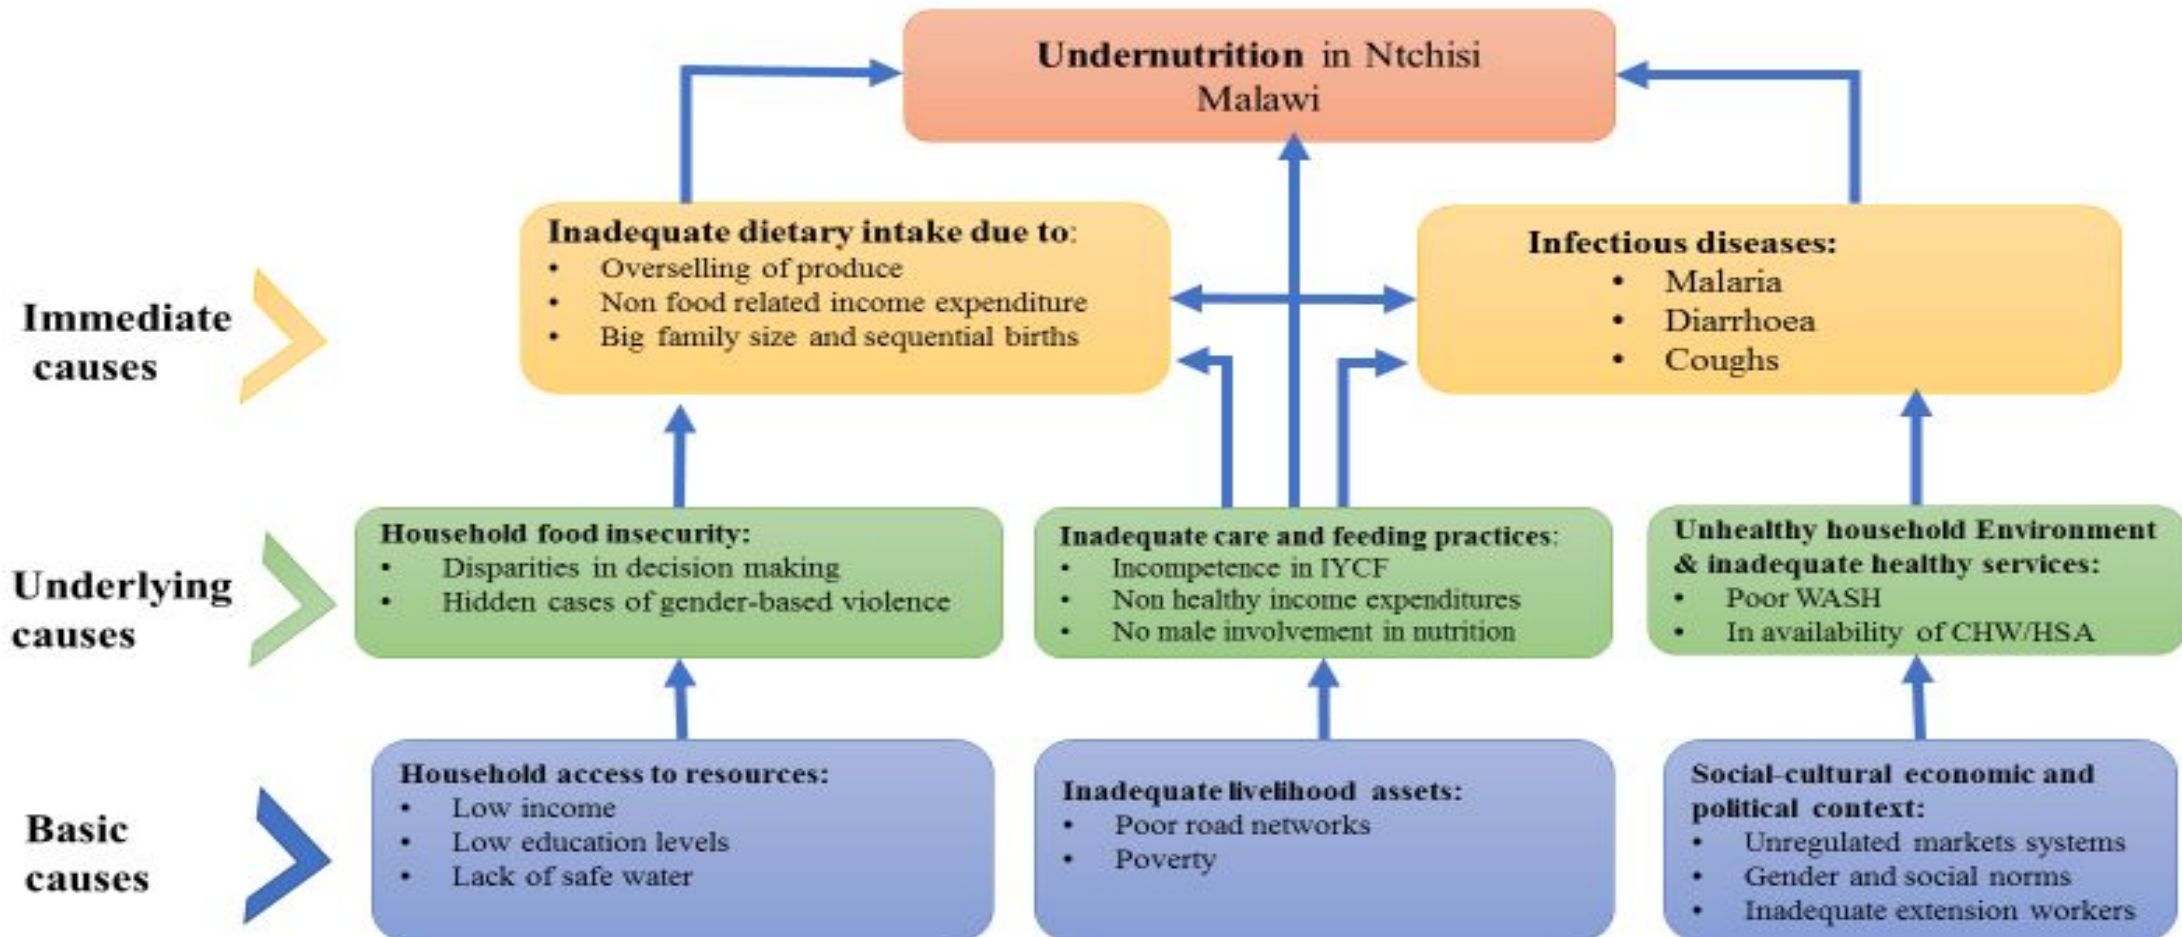 Undernutrition in Ntchisi
Malawi
Immediate
causes
Inadequate dietary intake due to:
• Overselling of produce
• Non food related income expenditure
• Big family size and sequential births
Infectious diseases:
• Malaria
• Diarrhoea
• Coughs
Underlying
causes
Household food insecurity:
• Disparities in decision making
• Hidden cases of gender-based violence
Inadequate care and feeding practices:
• Incompetence in IYCF
• Non healthy income expenditures
• No male involvement in nutrition
Unhealthy household Environment
& inadequate healthy services:
• Poor WASH
• In availability of CHW/HSA
Basic
causes
Household access to resources:
• Low income
• Low education levels
• Lack of safe water
Inadequate livelihood assets:
• Poor road networks
• Poverty
Social-cultural economic and
political context:
• Unregulated markets systems
• Gender and social norms
• Inadequate extension workers